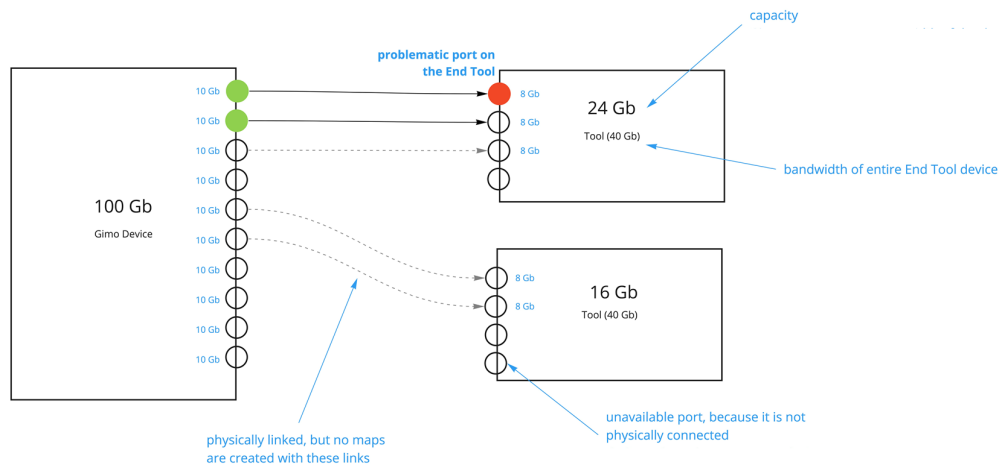 capacity
problematic port on
the End Tool
10 Gb
10 Gb
10 Gb
10 Gb
10 Gb
10 Gb
10 Gb
10 Gb
10 Gb
10 Gb
100 Gb
Gimo Device
8 Gb
8 Gb
8 Gb
24 Gb
Tool (40 Gb)
bandwidth of entire End Tool device
8 Gb
8 Gb
16 Gb
Tool (40 Gb)
unavailable port, because it is not
physically connected
physically linked, but no maps
are created with these links